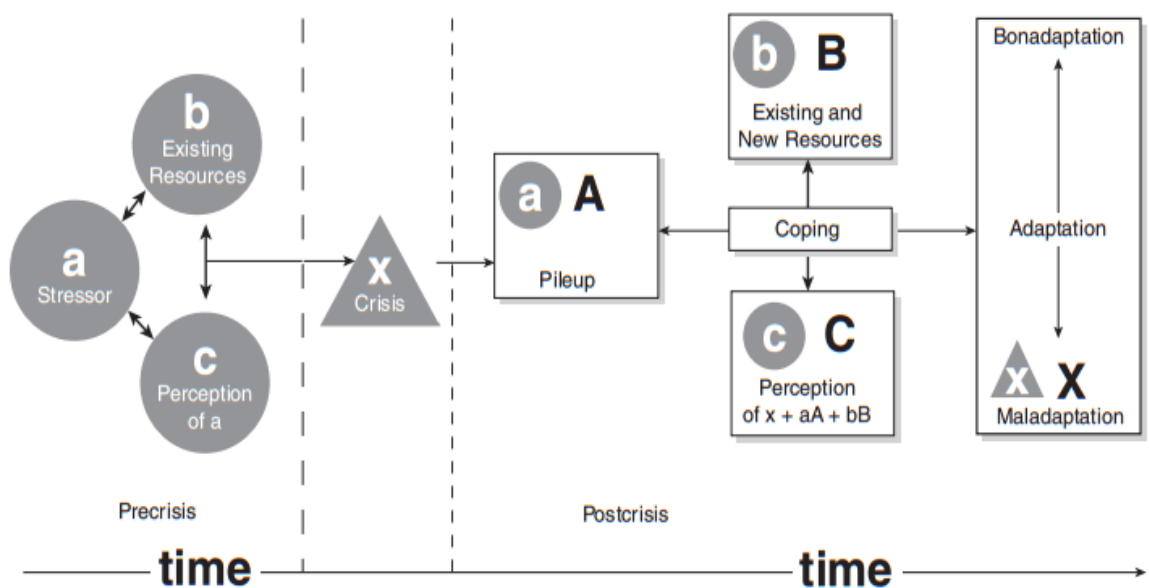 b
Existing
Resources
a
Stressor
c
Perception
of a
x
Crisis
a A
Pileup
b B
Existing and
New Resources
Coping
c C
Perception
of x + aA + bB
Bonadaptation
Adaptation
x X
Maladaptation
Precrisis
Postcrisis
time
time